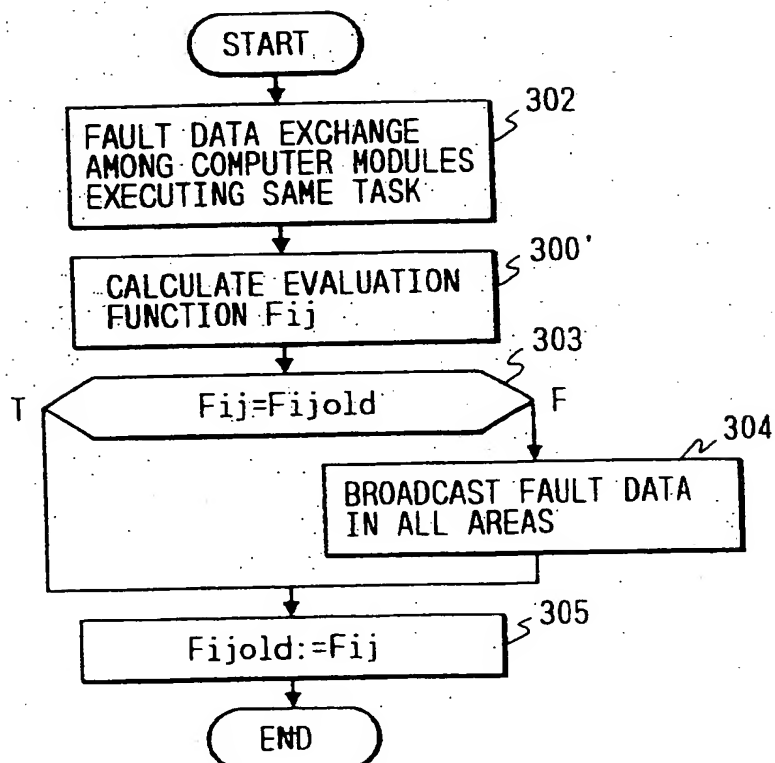 START
302
FAULT DATA EXCHANGE
AMONG COMPUTER MODULES
EXECUTING SAME TASK
300'
CALCULATE EVALUATION
FUNCTION Fij
303
T
Fij=Fijold
F
304
BROADCAST FAULT DATA
IN ALL AREAS
305
Fijold:=Fij
END